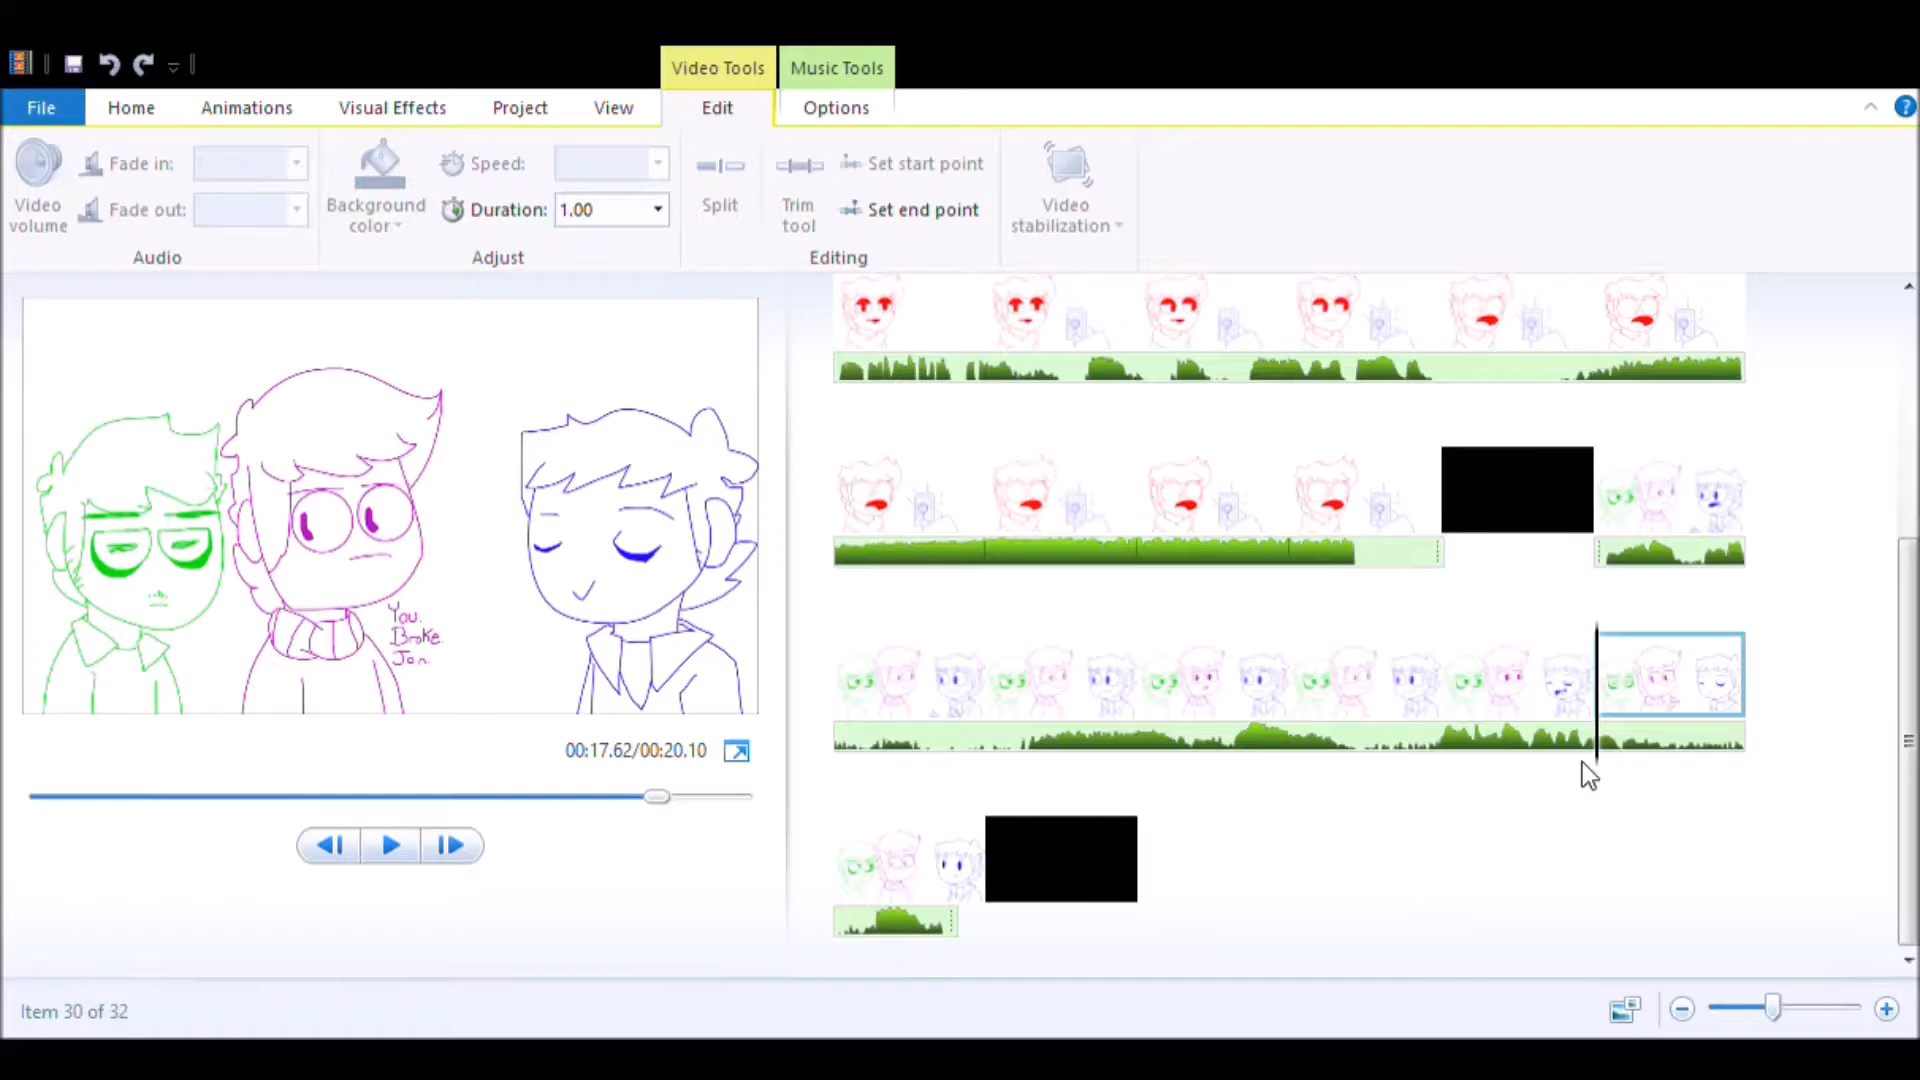 Video Tools
Music Tools
File
Home
Animations
Visual Effects
Project
View
Edit
Options
?
Video
volume
Fade in:
Fade out:
Audio
Background
color
Speed:
Duration: 1.00
Adjust
Split
Trim
tool
Set start point
Set end point
Editing
Video
stabilization
You.
Broke.
Jon.
00:17.62/00:20.10
Item 30 of 32